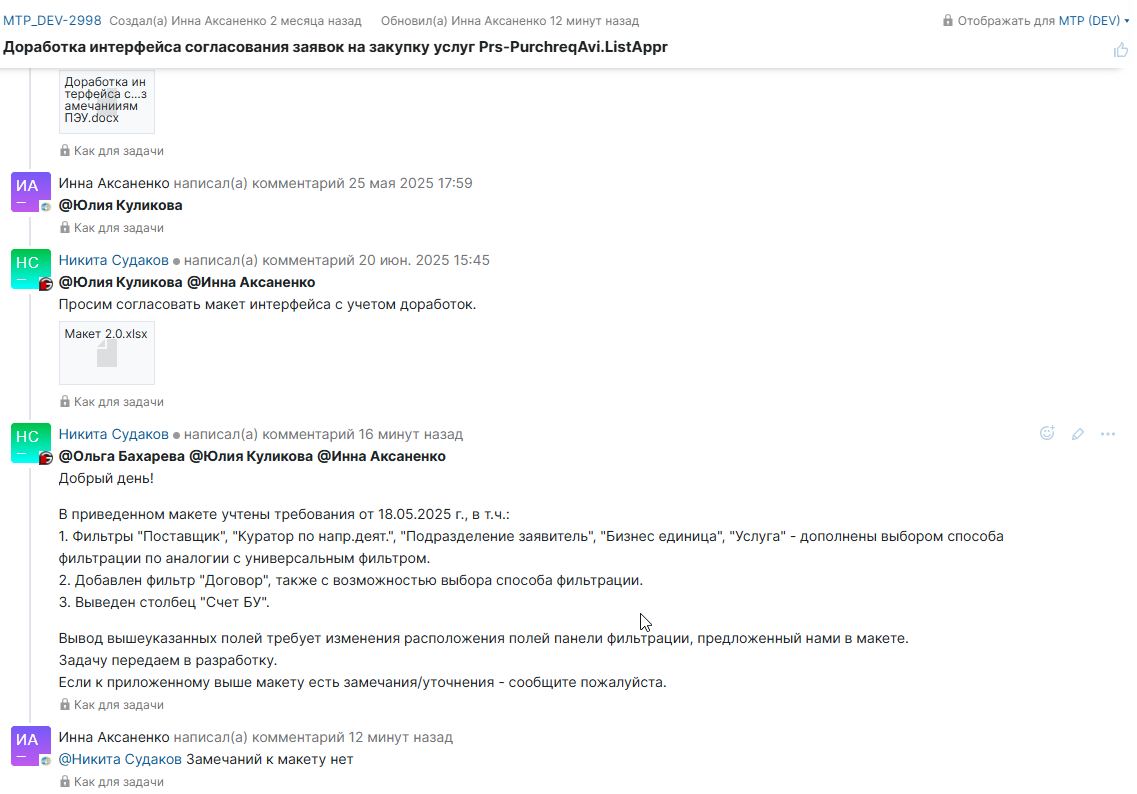 MTP_DEV-2998 Создал(а) Инна Аксаненко 2 месяца назад Обновил(а) Инна Аксаненко 12 минут назад Отображать для MTP (DEV)
Доработка интерфейса согласования заявок на закупку услуг Prs-PurchreqAvi.ListAppr
Доработка ин
терфейса с...з
амечанииям
ПЭУ.docx
Как для задачи
ИА
Инна Аксаненко написал(а) комментарий 25 мая 2025 17:59
@Юлия Куликова
Как для задачи
НС
Никита Судаков написал(а) комментарий 20 июн. 2025 15:45
@Юлия Куликова @Инна Аксаненко
Просим согласовать макет интерфейса с учетом доработок.
Макет 2.0.xlsx
Как для задачи
НС
Никита Судаков написал(а) комментарий 16 минут назад
@Ольга Бахарева @Юлия Куликова @Инна Аксаненко
Добрый день!
В приведенном макете учтены требования от 18.05.2025 г., в т.ч.:
1. Фильтры "Поставщик", "Куратор по напр.деят.", "Подразделение заявитель", "Бизнес единица", "Услуга" - дополнены выбором способа
фильтрации по аналогии с универсальным фильтром.
2. Добавлен фильтр "Договор", также с возможностью выбора способа фильтрации.
3. Выведен столбец "Счет БУ".
Вывод вышеуказанных полей требует изменения расположения полей панели фильтрации, предложенный нами в макете.
Задачу передаем в разработку.
Если к приложенному выше макету есть замечания/уточнения - сообщите пожалуйста.
Как для задачи
ИА
Инна Аксаненко написал(а) комментарий 12 минут назад
@Никита Судаков Замечаний к макету нет
Как для задачи